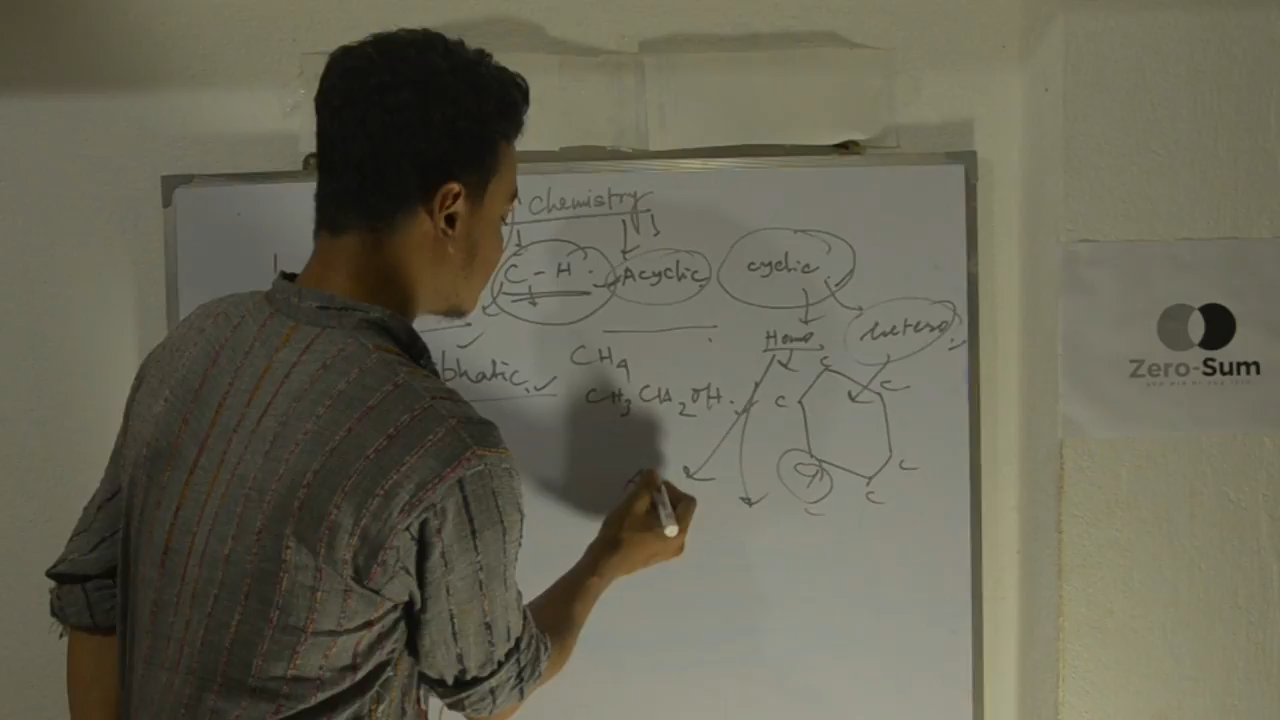 Chemistry
C - H. Acyclic cyclic
Homo hetero
CH4
CH3CH2OH.
C
C
C
C
C
C
Zero-Sum